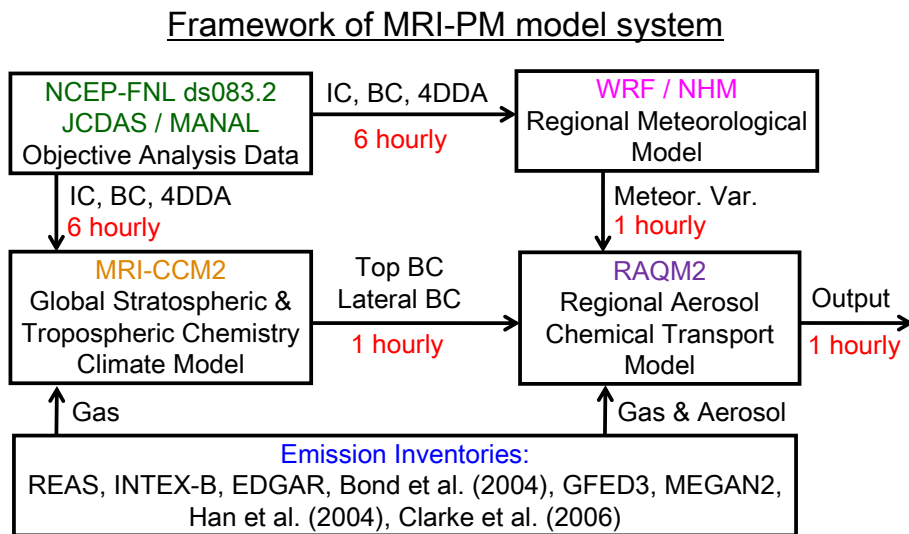 Framework of MRI-PM model system
NCEP-FNL ds083.2
JCDAS / MANAL
Objective Analysis Data
IC, BC, 4DDA
6 hourly
WRF / NHM
Regional Meteorological
Model
IC, BC, 4DDA
6 hourly
Meteor. Var.
1 hourly
MRI-CCM2
Global Stratospheric &
Tropospheric Chemistry
Climate Model
Top BC
Lateral BC
1 hourly
RAQM2
Regional Aerosol
Chemical Transport
Model
Output
1 hourly
Gas
Gas & Aerosol
Emission Inventories:
REAS, INTEX-B, EDGAR, Bond et al. (2004), GFED3, MEGAN2,
Han et al. (2004), Clarke et al. (2006)